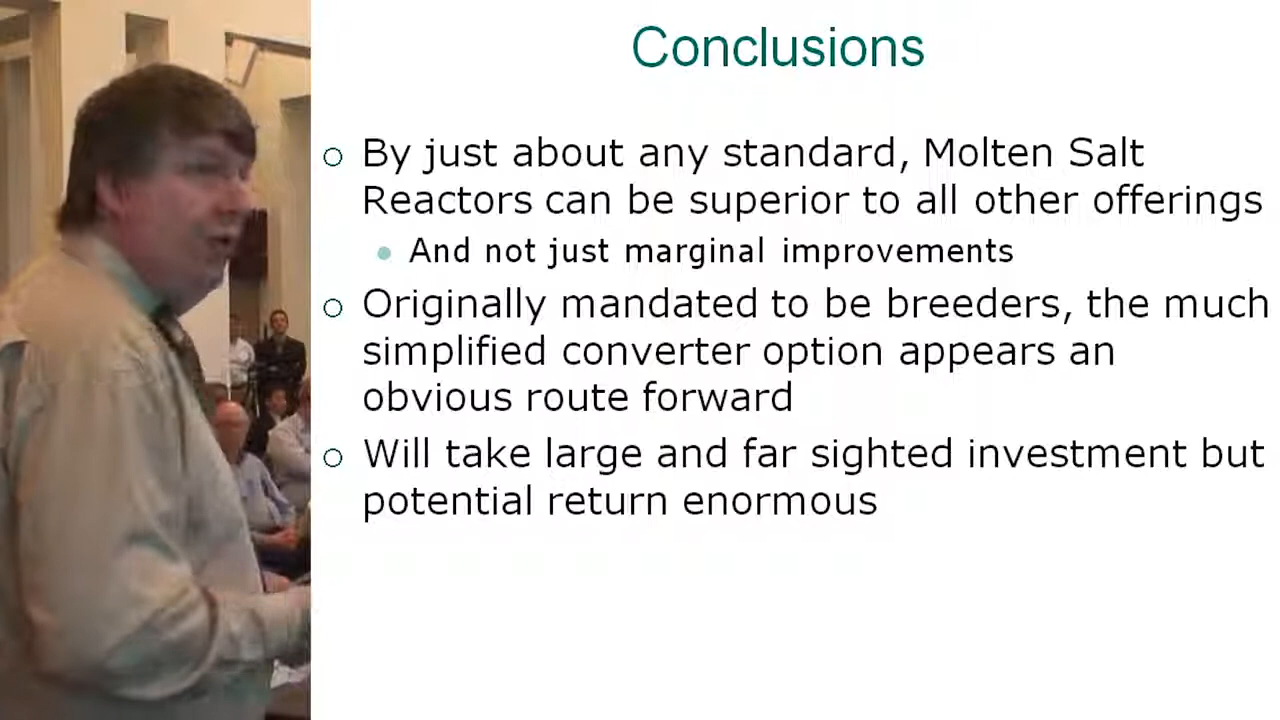 Conclusions
By just about any standard, Molten Salt
Reactors can be superior to all other offerings
And not just marginal improvements
Originally mandated to be breeders, the much
simplified converter option appears an
obvious route forward
Will take large and far sighted investment but
potential return enormous